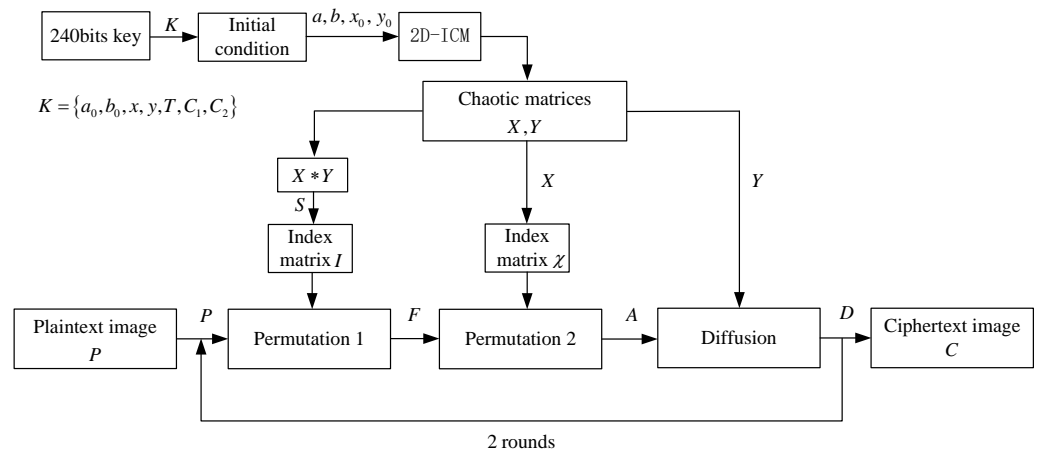 240bits key
K
Initial
condition
a, b, x₀, y₀
2D-ICM
K = {a₀, b₀, x, y, T, C₁, C₂}
Chaotic matrices
X, Y
X * Y
S
X
Y
Index
matrix I
Index
matrix χ
Plaintext image
P
P
Permutation 1
F
Permutation 2
A
Diffusion
D
Ciphertext image
C
2 rounds